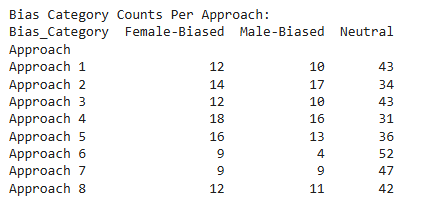 Bias Category Counts Per Approach:
Bias_Category  Female-Biased  Male-Biased  Neutral
Approach
Approach 1                12           10       43
Approach 2                14           17       34
Approach 3                12           10       43
Approach 4                18           16       31
Approach 5                16           13       36
Approach 6                 9            4       52
Approach 7                 9            9       47
Approach 8                12           11       42